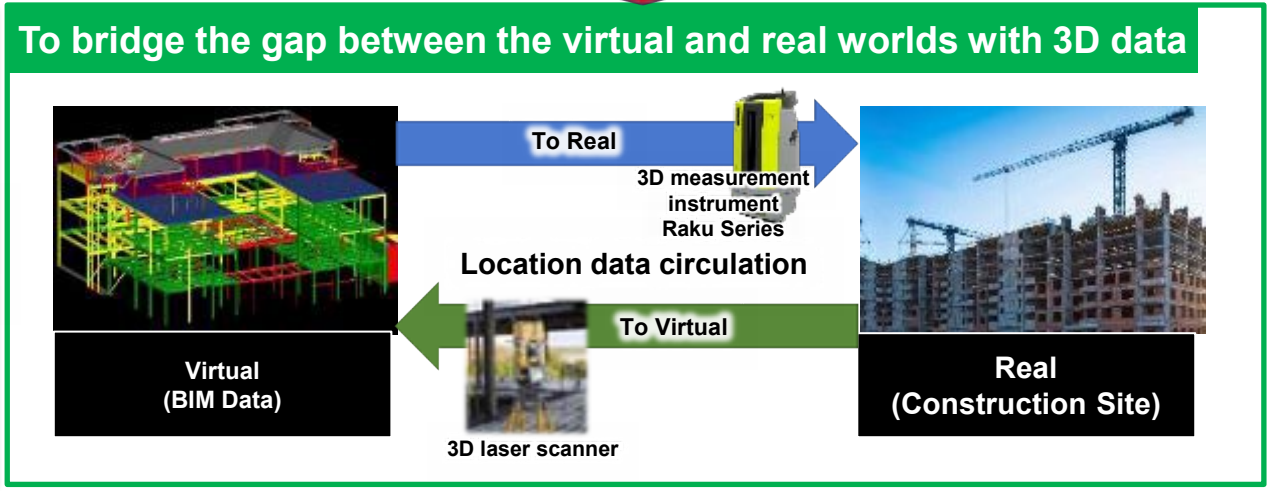 To bridge the gap between the virtual and real worlds with 3D data
To Real
3D measurement
instrument
Raku Series
Location data circulation
To Virtual
3D laser scanner
Virtual
(BIM Data)
Real
(Construction Site)